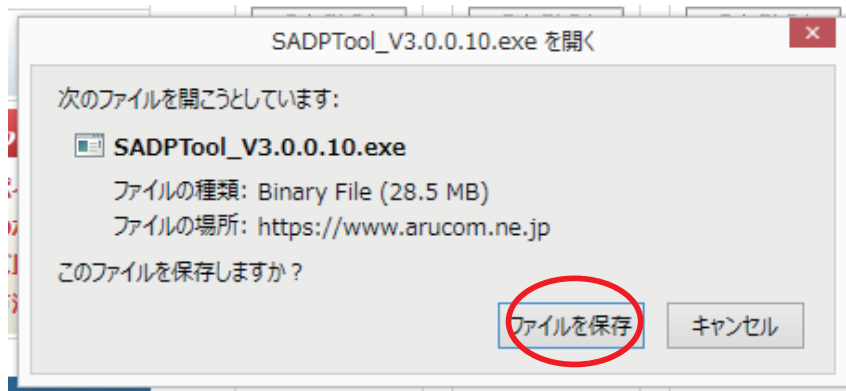 SADPTool_V3.0.0.10.exe を開く
次のファイルを開こうとしています:
SADPTool_V3.0.0.10.exe
ファイルの種類: Binary File (28.5 MB)
ファイルの場所: https://www.arucom.ne.jp
このファイルを保存しますか?
ファイルを保存
キャンセル